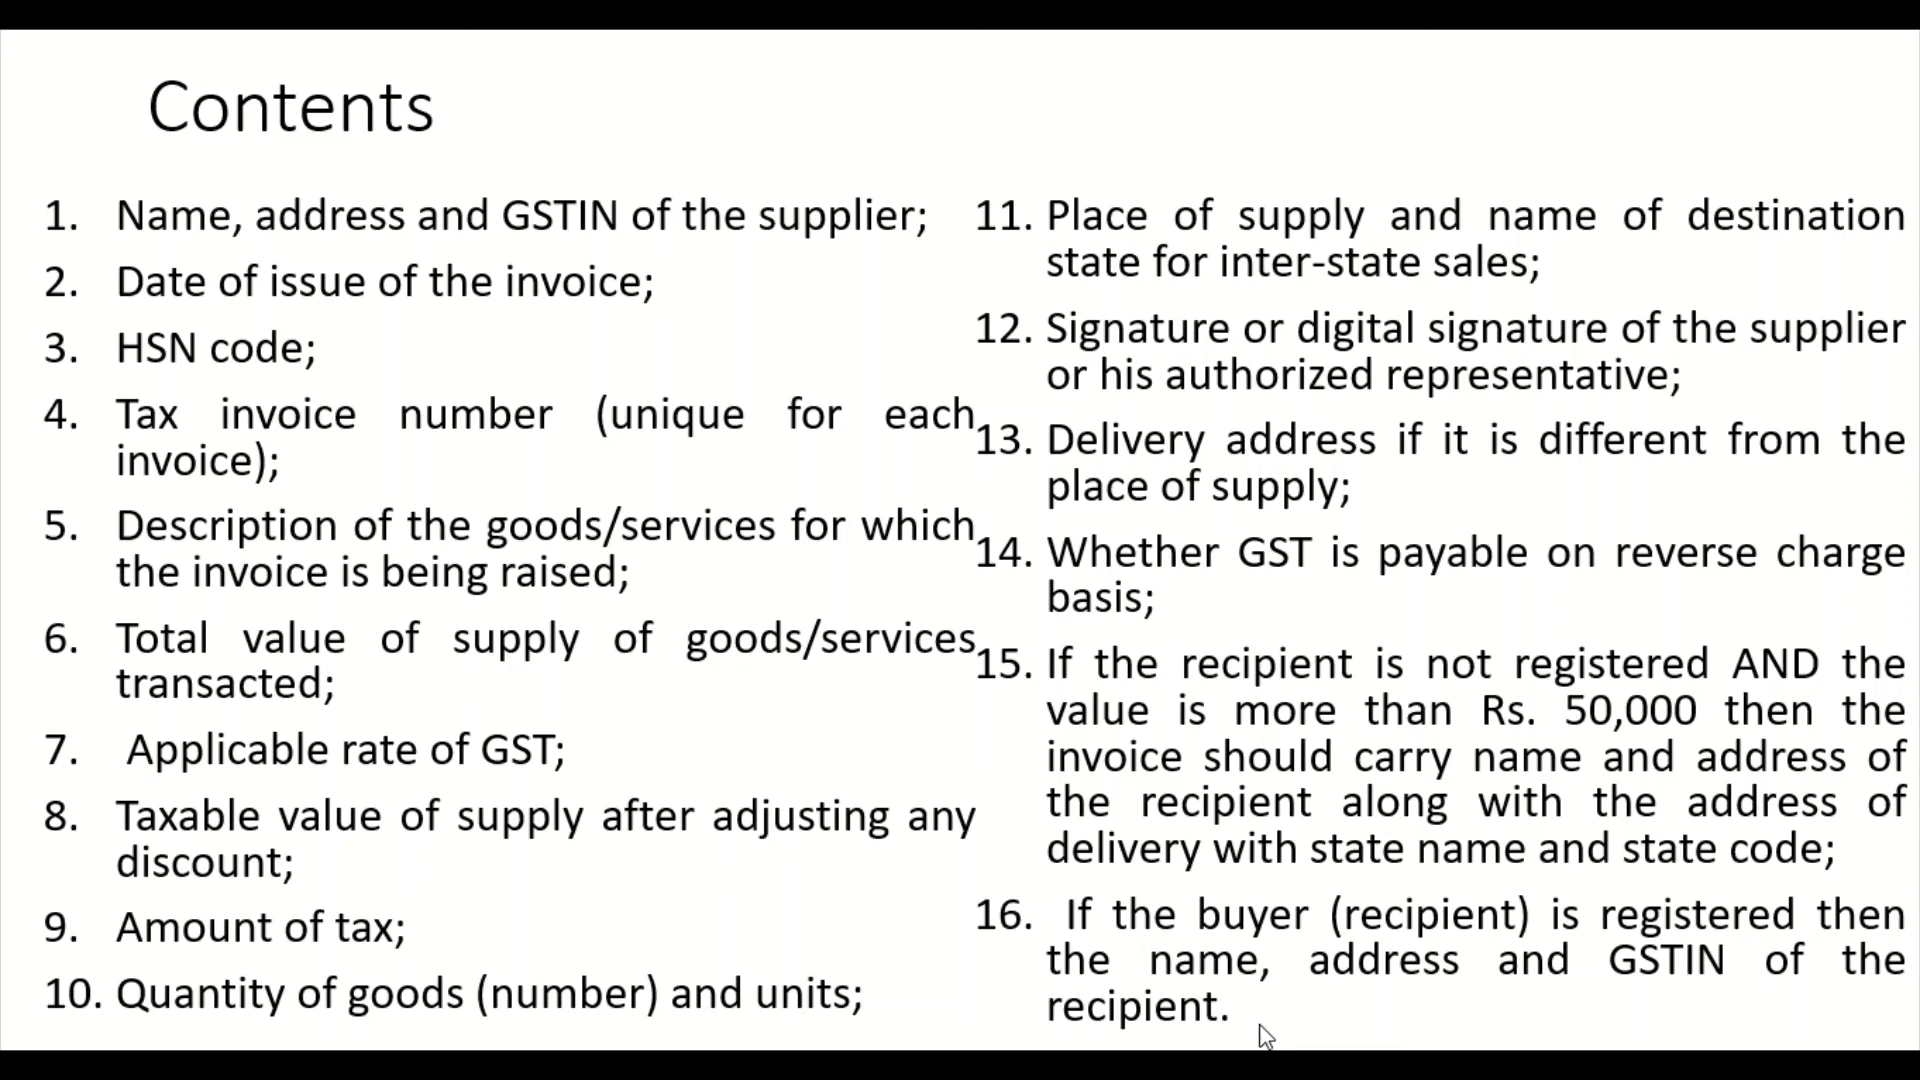 Contents
1. Name, address and GSTIN of the supplier;
2. Date of issue of the invoice;
3. HSN code;
4. Tax invoice number (unique for each
invoice);
5. Description of the goods/services for which
the invoice is being raised;
6. Total value of supply of goods/services
transacted;
7. Applicable rate of GST;
8. Taxable value of supply after adjusting any
discount;
9. Amount of tax;
10. Quantity of goods (number) and units;
11. Place of supply and name of destination
state for inter-state sales;
12. Signature or digital signature of the supplier
or his authorized representative;
13. Delivery address if it is different from the
place of supply;
14. Whether GST is payable on reverse charge
basis;
15. If the recipient is not registered AND the
value is more than Rs. 50,000 then the
invoice should carry name and address of
the recipient along with the address of
delivery with state name and state code;
16. If the buyer (recipient) is registered then
the name, address and GSTIN of the
recipient.